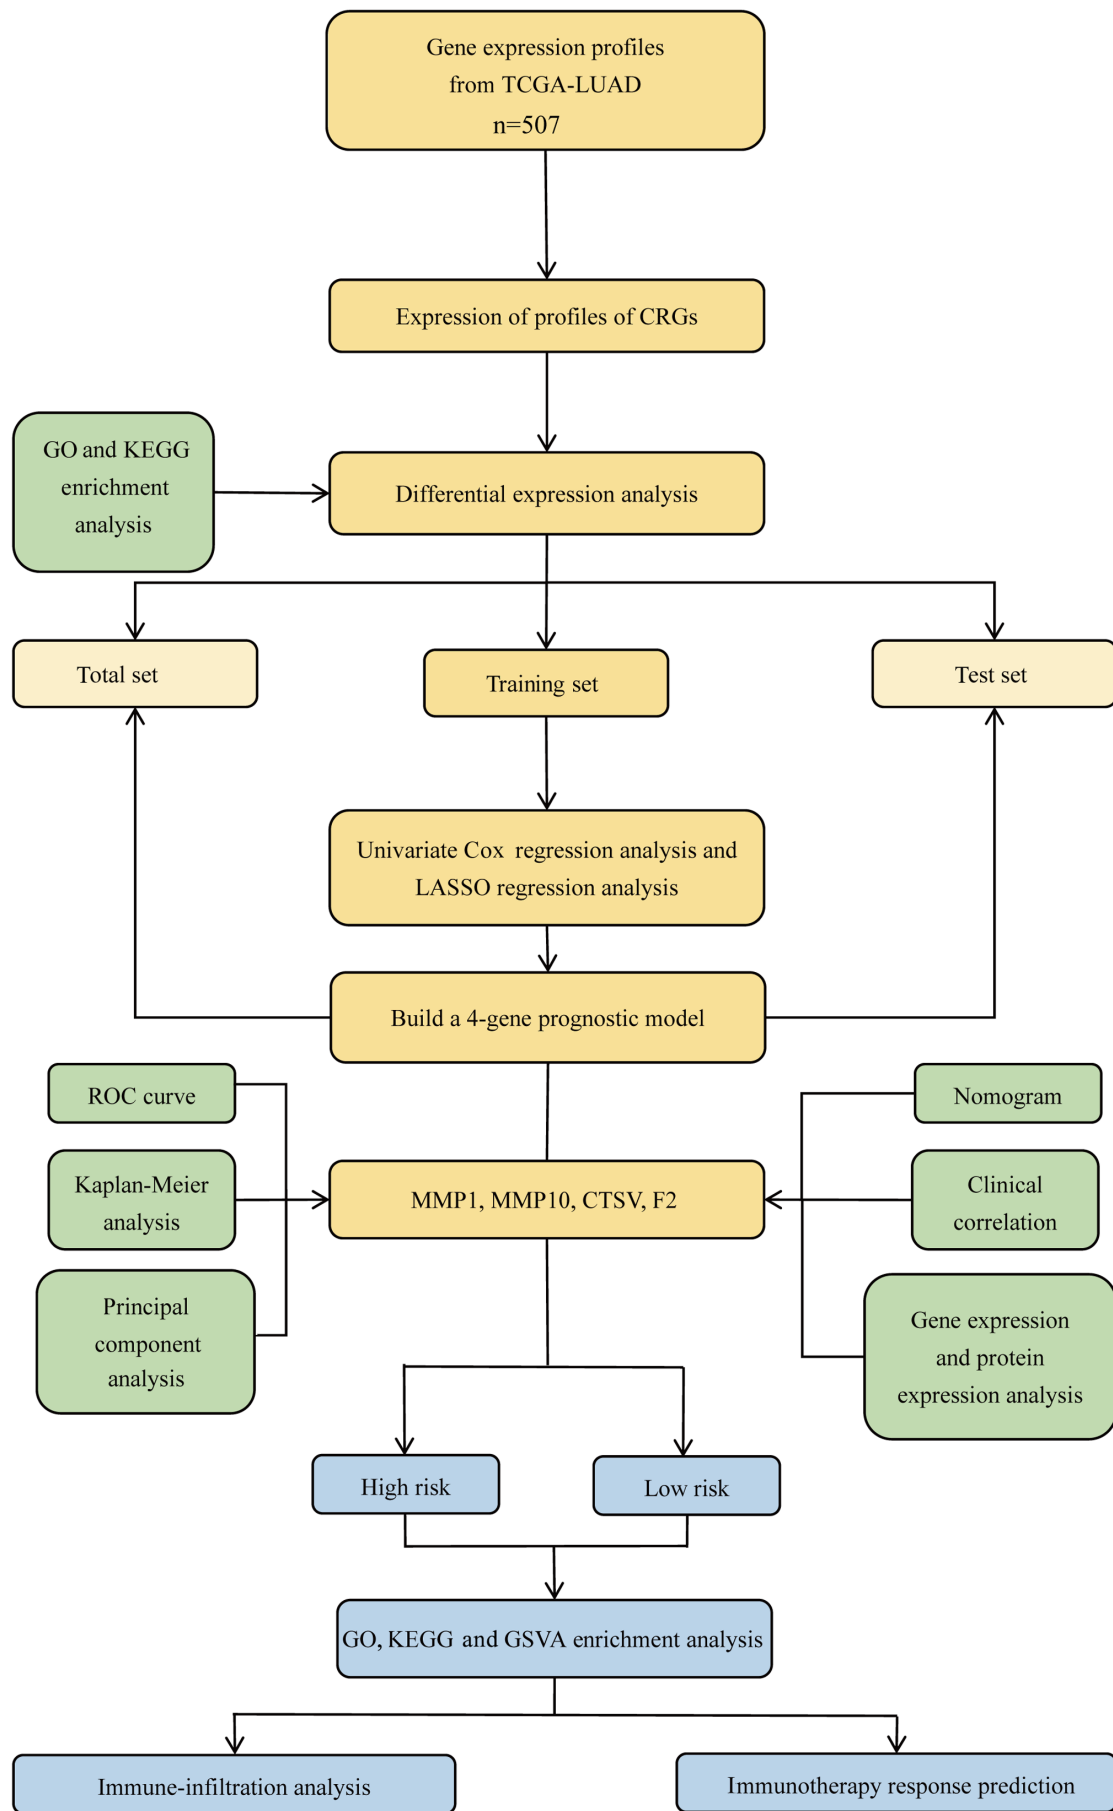 Gene expression profiles
from TCGA-LUAD
n=507
Expression of profiles of CRGs
GO and KEGG
enrichment
analysis
Differential expression analysis
Total set
Training set
Test set
Univariate Cox regression analysis and
LASSO regression analysis
Build a 4-gene prognostic model
ROC curve
Kaplan-Meier
analysis
Principal
component
analysis
MMP1, MMP10, CTSV, F2
Nomogram
Clinical
correlation
Gene expression
and protein
expression analysis
High risk
Low risk
GO, KEGG and GSVA enrichment analysis
Immune-infiltration analysis
Immunotherapy response prediction